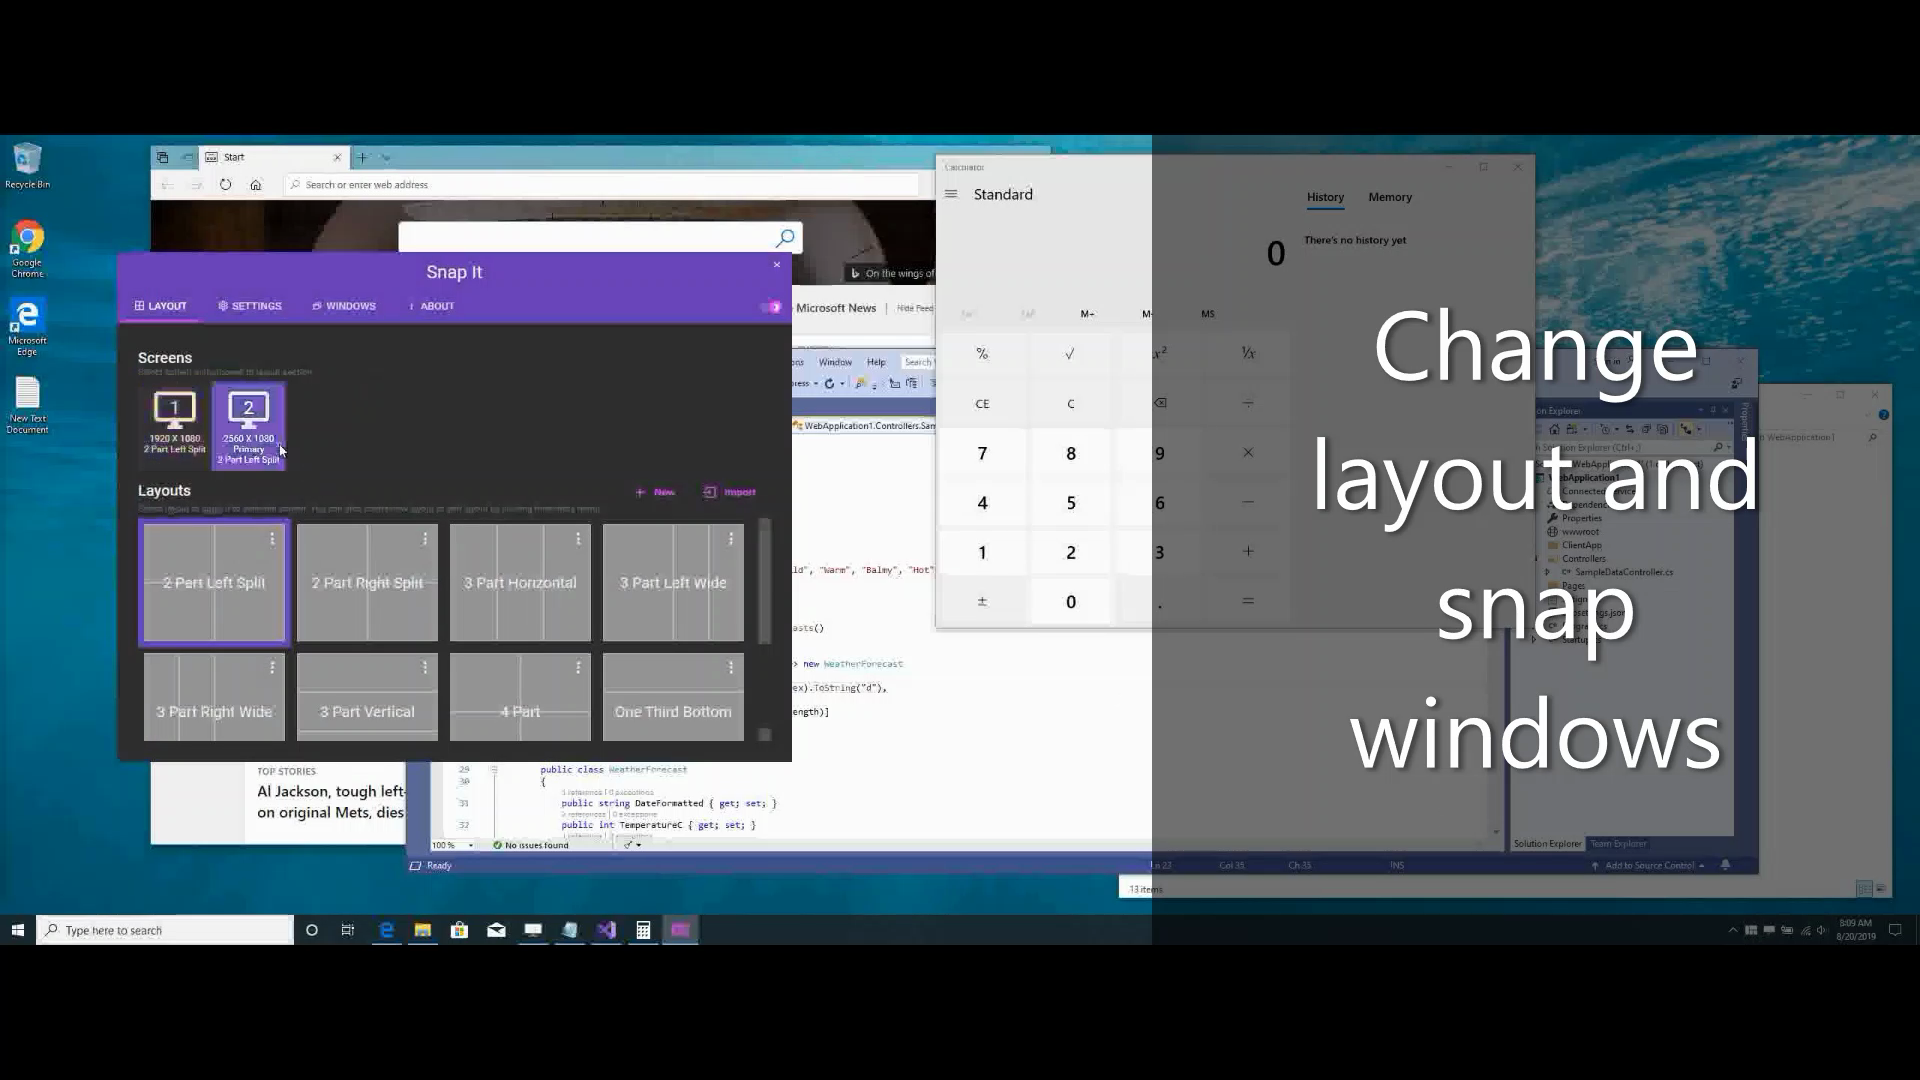 Recycle Bin
Google
Chrome
Microsoft
Edge
New Text
Document
Start
Search or enter web address
On the wings of
Microsoft News
Hide Feed
Snap It
LAYOUT
SETTINGS
WINDOWS
ABOUT
Screens
1
1920 X 1080
2 Part Left Split
2
2560 X 1080
Primary
2 Part Left Split
Layouts
New
Import
2 Part Left Split
2 Part Right Split
3 Part Horizontal
3 Part Left Wide
3 Part Right Wide
3 Part Vertical
4 Part
One Third Bottom
TOP STORIES
Al Jackson, tough left-
on original Mets, dies
Window
Help
Search
WebApplication1.Controllers.Sam
ld", "Warm", "Balmy", "Hot"
asts()
> new WeatherForecast
ex).ToString("d"),
ength)]
29
public class WeatherForecast
30
{
31
public string DateFormatted { get; set; }
32
public int TemperatureC { get; set; }
100 %
No issues found
Ready
Ln 22
Col 35
Ch 35
INS
Add to Source Control
Calculator
Standard
0
History
Memory
There's no history yet
M+
M-
MS
%
√
x²
¹/x
CE
C
÷
7
8
9
×
4
5
6
−
1
2
3
+
±
0
.
=
Change
layout and
snap
windows
WebApplication1
Properties
wwwroot
ClientApp
Controllers
SampleDataController.cs
Pages
Solution Explorer
Team Explorer
13 items
Type here to search
8:09 AM
8/20/2019